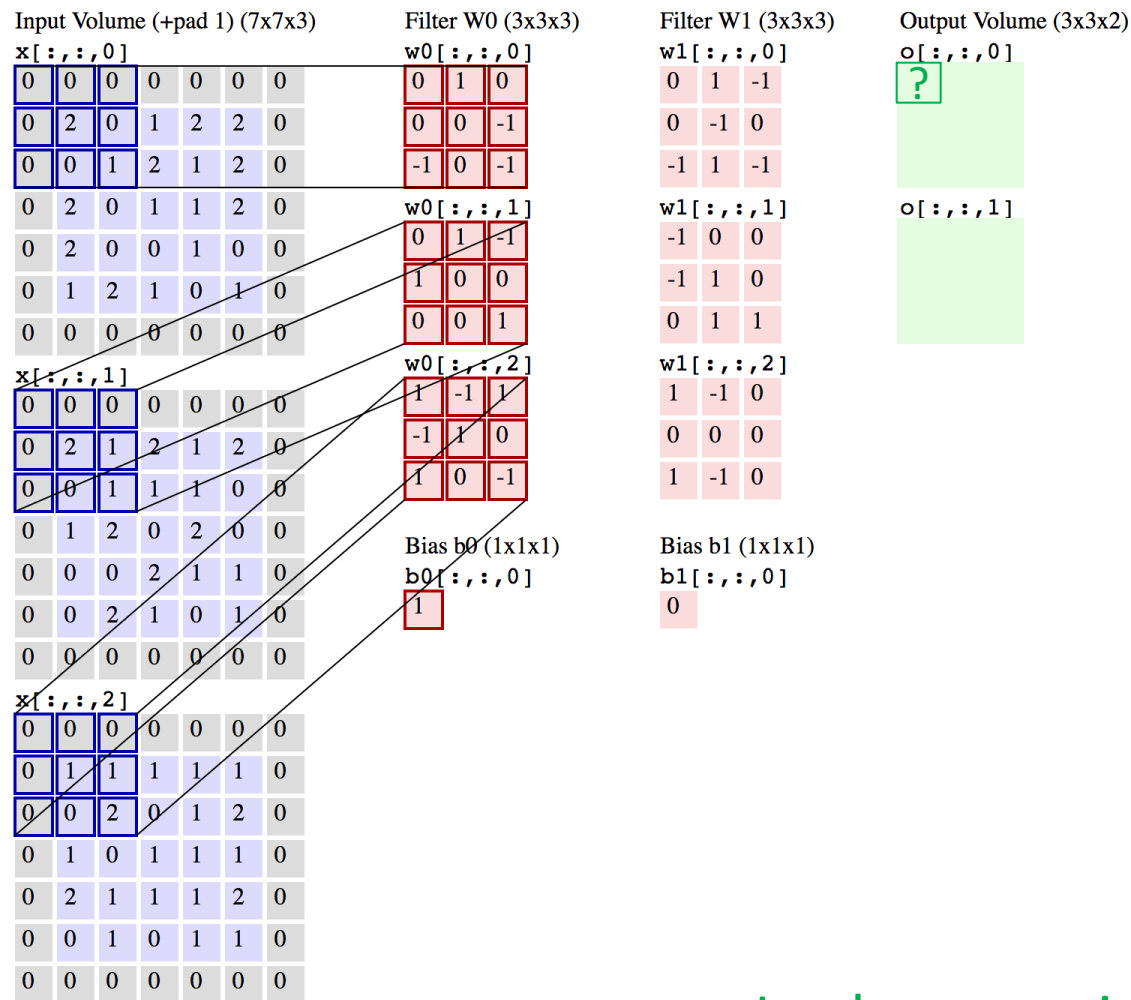 Input Volume (+pad 1) (7x7x3)
x[:,:,0]
0 0 0 0 0 0 0
0 2 0 1 2 2 0
0 0 1 2 1 2 0
0 2 0 1 1 2 0
0 2 0 0 1 0 0
0 1 2 1 0 1 0
0 0 0 0 0 0 0
x[:,:,1]
0 0 0 0 0 0 0
0 2 1 2 1 2 0
0 0 1 1 1 0 0
0 1 2 0 2 0 0
0 0 0 2 1 1 0
0 0 2 1 0 1 0
0 0 0 0 0 0 0
x[:,:,2]
0 0 0 0 0 0 0
0 1 1 1 1 1 0
0 0 2 0 1 2 0
0 1 0 1 1 1 0
0 2 1 1 1 2 0
0 0 1 0 1 1 0
0 0 0 0 0 0 0
Filter W0 (3x3x3)
w0[:,:,0]
0 1 0
0 0 -1
-1 0 -1
w0[:,:,1]
0 1 -1
1 0 0
0 0 1
w0[:,:,2]
1 -1 1
-1 1 0
1 0 -1
Bias b0 (1x1x1)
b0[:,:,0]
1
Filter W1 (3x3x3)
w1[:,:,0]
0 1 -1
0 -1 0
-1 1 -1
w1[:,:,1]
-1 0 0
-1 1 0
0 1 1
w1[:,:,2]
1 -1 0
0 0 0
1 -1 0
Bias b1 (1x1x1)
b1[:,:,0]
0
Output Volume (3x3x2)
o[:,:,0]
?
o[:,:,1]